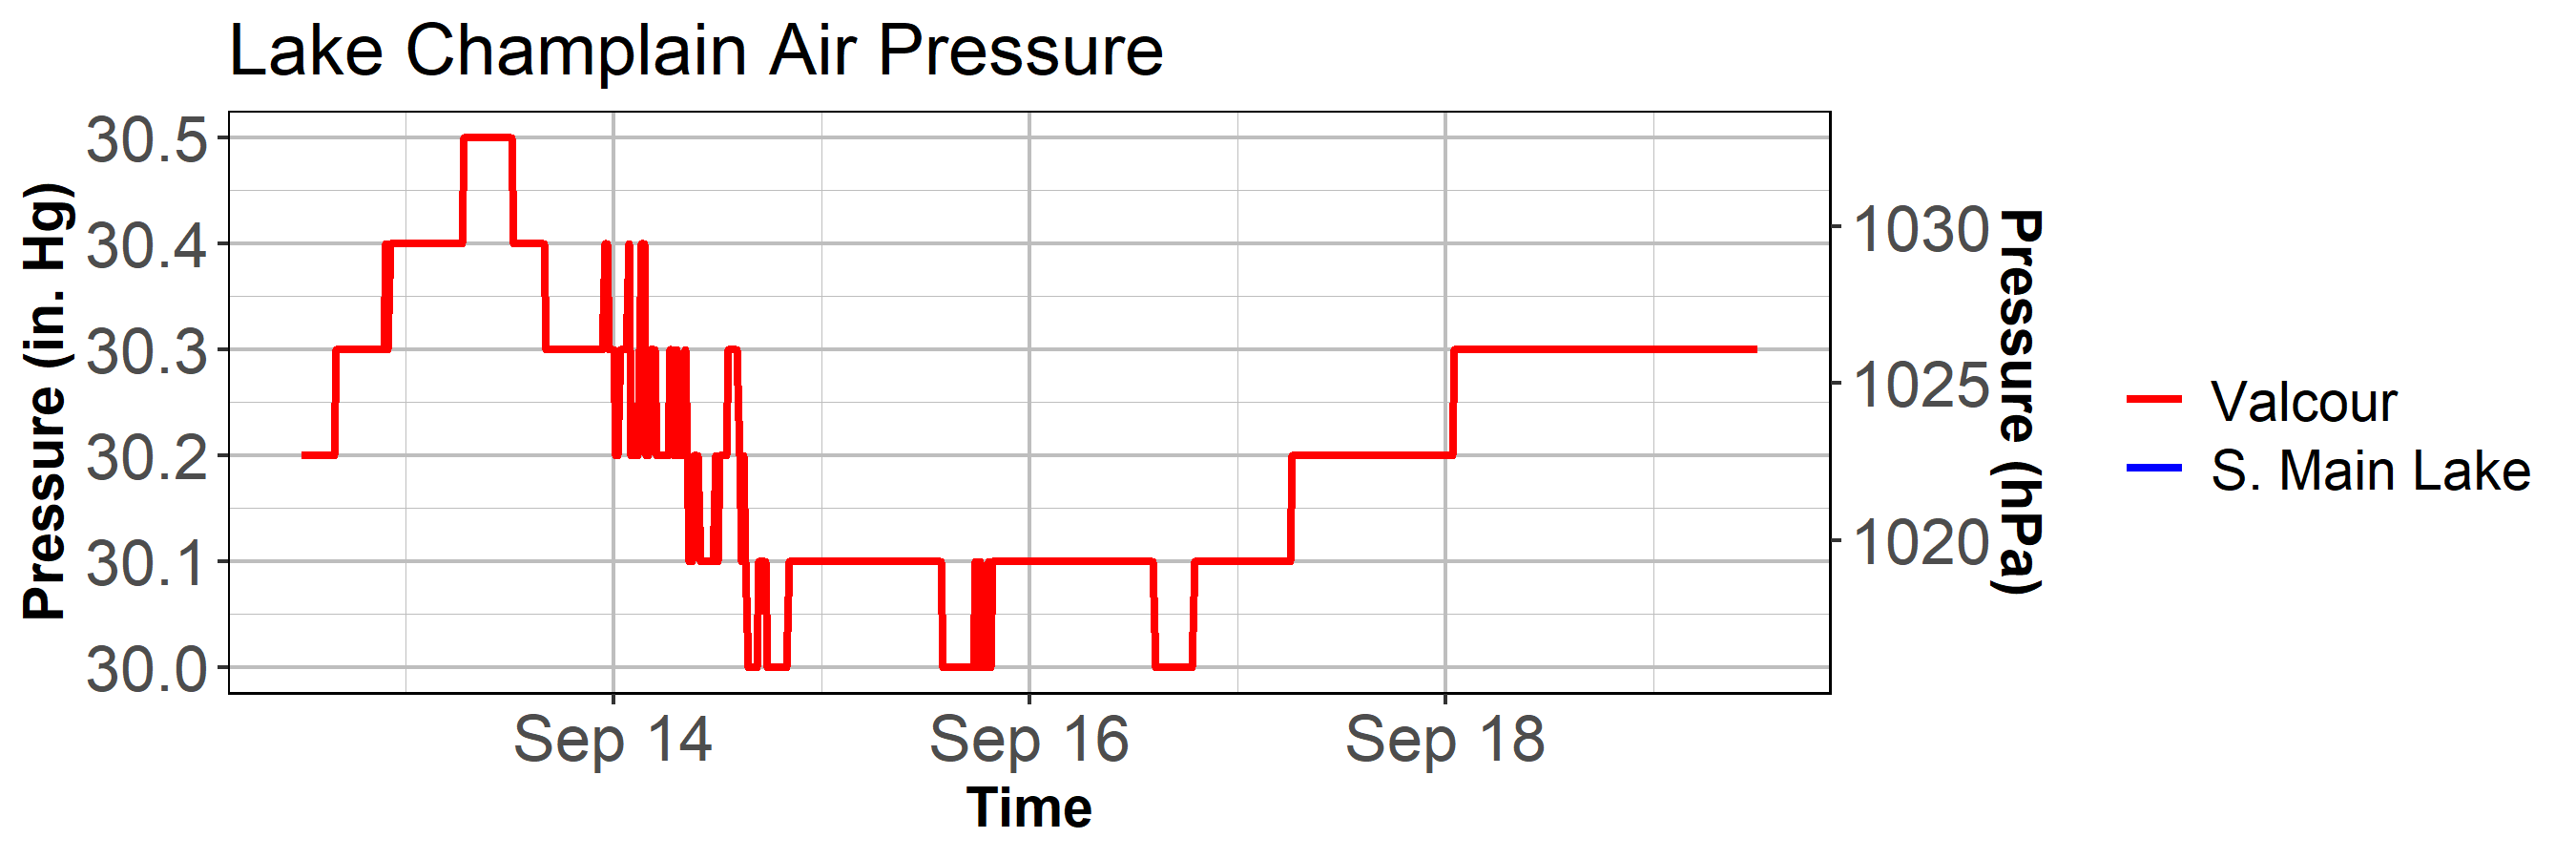 Lake Champlain Air Pressure
Pressure (in. Hg)
30.5
30.4
30.3
30.2
30.1
30.0
1030
1025
1020
Pressure (hPa)
Valcour
S. Main Lake
Sep 14
Sep 16
Sep 18
Time